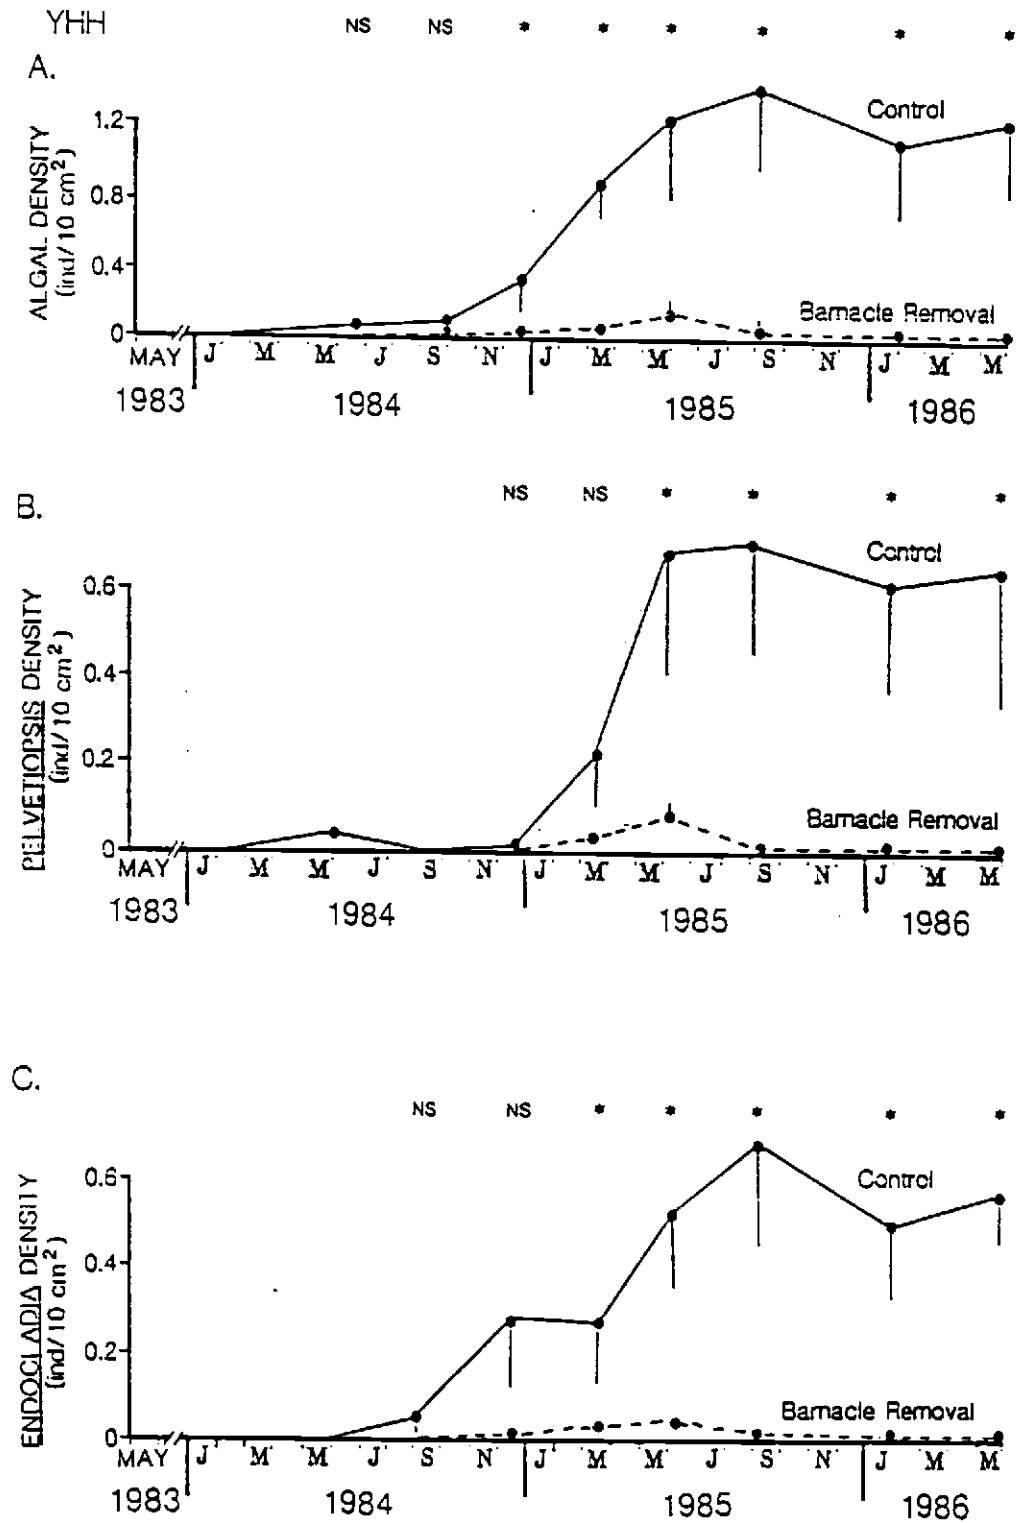 YHH NS NS * * * * * *
A.
ALGAL DENSITY
(ind/10 cm²)
1.2
0.8
0.4
0
Control
Barnacle Removal
MAY J M M J S N J M M J S N J M M
1983 1984 1985 1986
B.
NS NS * * * *
PELVETIOPSIS DENSITY
(ind/10 cm²)
0.6
0.4
0.2
0
Control
Barnacle Removal
MAY J M M J S N J M M J S N J M M
1983 1984 1985 1986
C.
NS NS * * * * *
ENDOCLADIA DENSITY
(ind/10 cm²)
0.6
0.4
0.2
0
Control
Barnacle Removal
MAY J M M J S N J M M J S N J M M
1983 1984 1985 1986